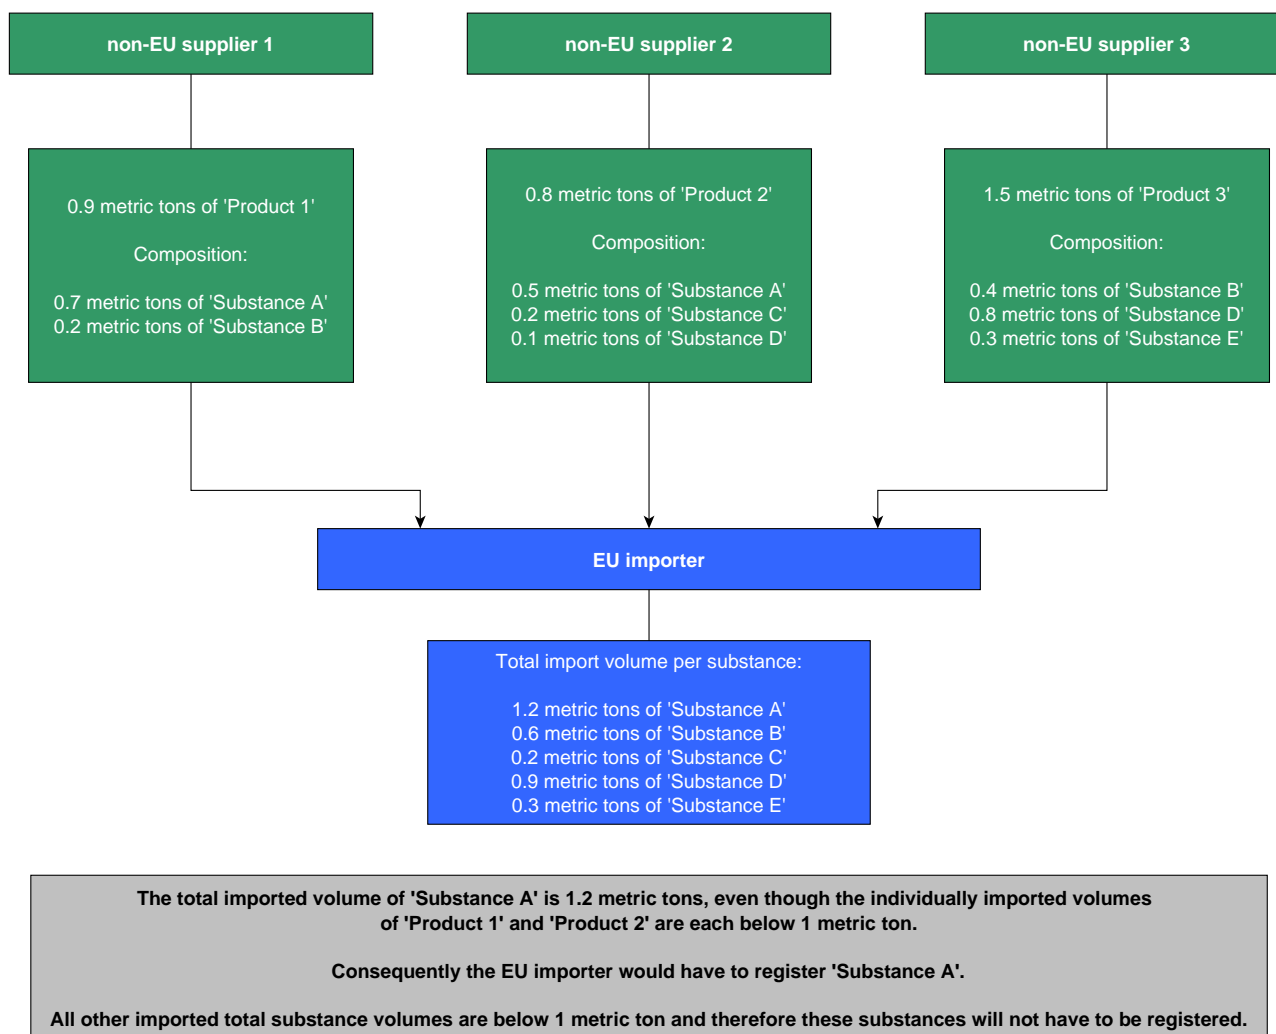 non-EU supplier 1
non-EU supplier 2
non-EU supplier 3
0.9 metric tons of 'Product 1'
Composition:
0.7 metric tons of 'Substance A'
0.2 metric tons of 'Substance B'
0.8 metric tons of 'Product 2'
Composition:
0.5 metric tons of 'Substance A'
0.2 metric tons of 'Substance C'
0.1 metric tons of 'Substance D'
1.5 metric tons of 'Product 3'
Composition:
0.4 metric tons of 'Substance B'
0.8 metric tons of 'Substance D'
0.3 metric tons of 'Substance E'
EU importer
Total import volume per substance:
1.2 metric tons of 'Substance A'
0.6 metric tons of 'Substance B'
0.2 metric tons of 'Substance C'
0.9 metric tons of 'Substance D'
0.3 metric tons of 'Substance E'
The total imported volume of 'Substance A' is 1.2 metric tons, even though the individually imported volumes
of 'Product 1' and 'Product 2' are each below 1 metric ton.
Consequently the EU importer would have to register 'Substance A'.
All other imported total substance volumes are below 1 metric ton and therefore these substances will not have to be registered.